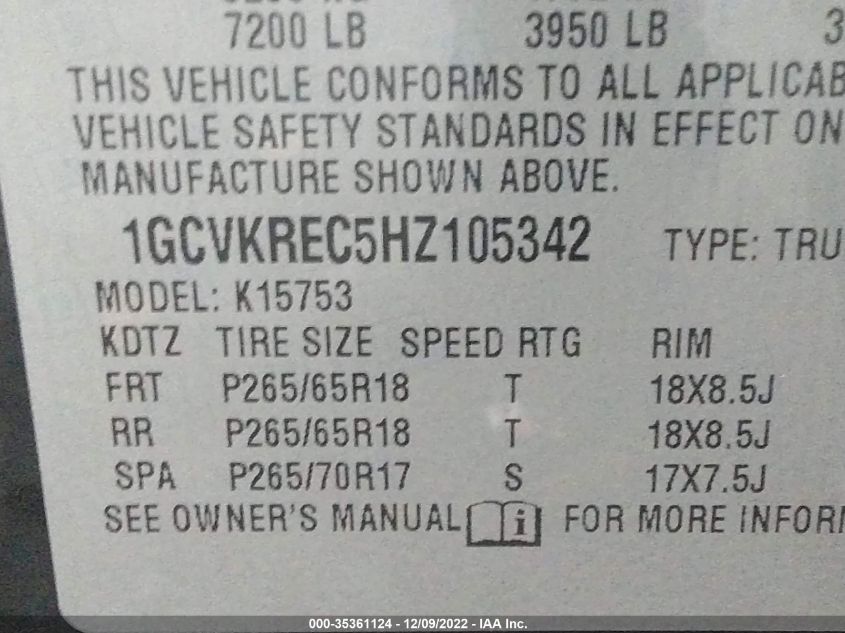 7200 LB 3950 LB 3
THIS VEHICLE CONFORMS TO ALL APPLICAB
VEHICLE SAFETY STANDARDS IN EFFECT ON
MANUFACTURE SHOWN ABOVE.
1GCVKREC5HZ105342 TYPE: TRU
MODEL: K15753
KDTZ TIRE SIZE SPEED RTG RIM
FRT P265/65R18 T 18X8.5J
RR P265/65R18 T 18X8.5J
SPA P265/70R17 S 17X7.5J
SEE OWNER'S MANUAL i FOR MORE INFORM
000-35361124 - 12/09/2022 - IAA Inc.